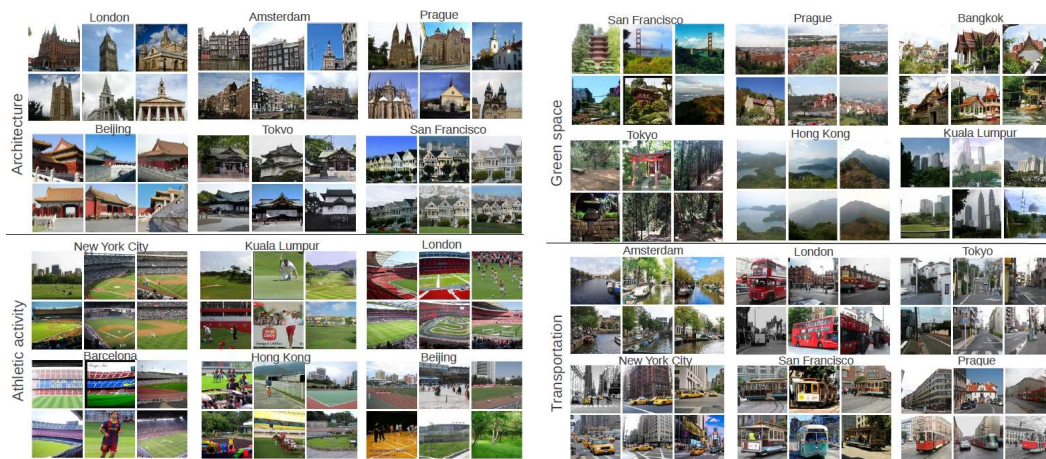 London
Amsterdam
Prague
Architecture
Beijing
Tokyo
San Francisco
New York City
Kuala Lumpur
London
Athletic activity
Barcelona
Hong Kong
Beijing
San Francisco
Prague
Bangkok
Green space
Tokyo
Hong Kong
Kuala Lumpur
Amsterdam
London
Tokyo
Transportation
New York City
San Francisco
Prague